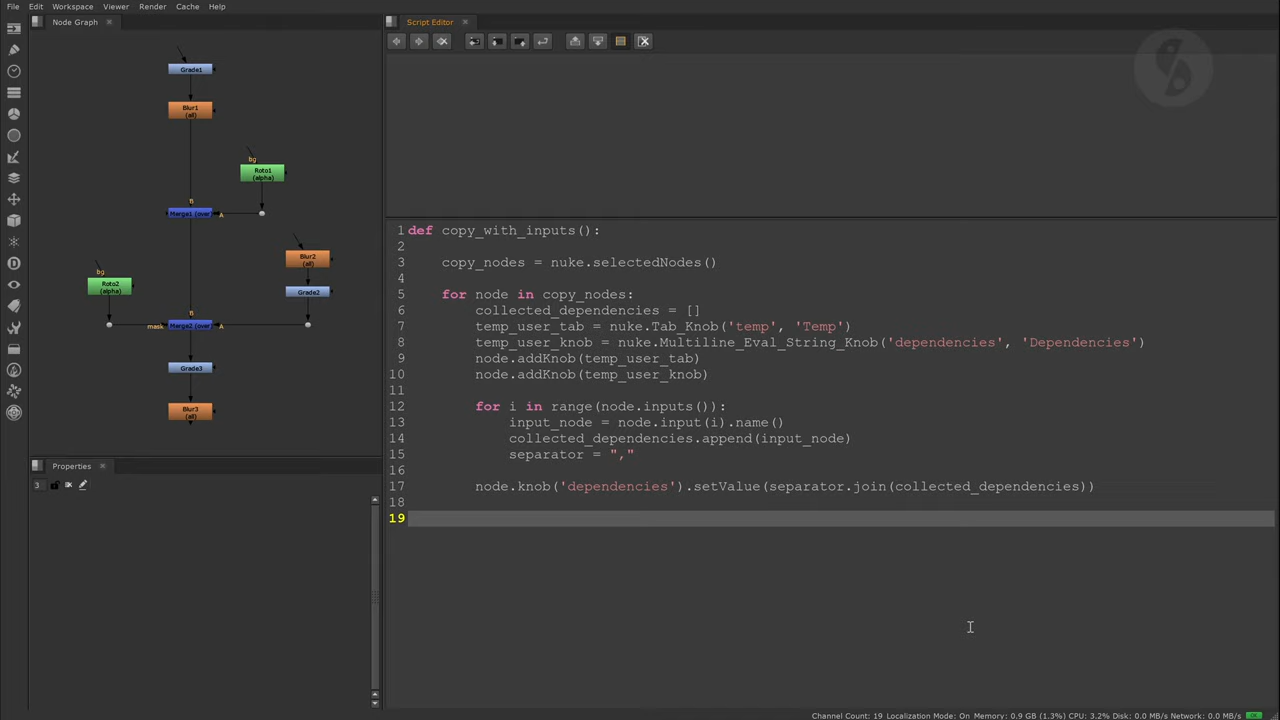 File Edit Workspace Viewer Render Cache Help
Node Graph
Grade1
Blur1
(all)
bg
Roto1
(alpha)
Merge1 (over)
A
Blur2
(all)
bg
Roto2
(alpha)
Grade2
mask
Merge2 (over)
A
Grade3
Blur3
(all)
Properties
3
Script Editor
1 def copy_with_inputs():
2
3 copy_nodes = nuke.selectedNodes()
4
5 for node in copy_nodes:
6 collected_dependencies = []
7 temp_user_tab = nuke.Tab_Knob('temp', 'Temp')
8 temp_user_knob = nuke.Multiline_Eval_String_Knob('dependencies', 'Dependencies')
9 node.addKnob(temp_user_tab)
10 node.addKnob(temp_user_knob)
11
12 for i in range(node.inputs()):
13 input_node = node.input(i).name()
14 collected_dependencies.append(input_node)
15 separator = ","
16
17 node.knob('dependencies').setValue(separator.join(collected_dependencies))
18
19
Channel Count: 19 Localization Mode: On Memory: 0.9 GB (1.3%) CPU: 3.2% Disk: 0.0 MB/s Network: 0.0 MB/s